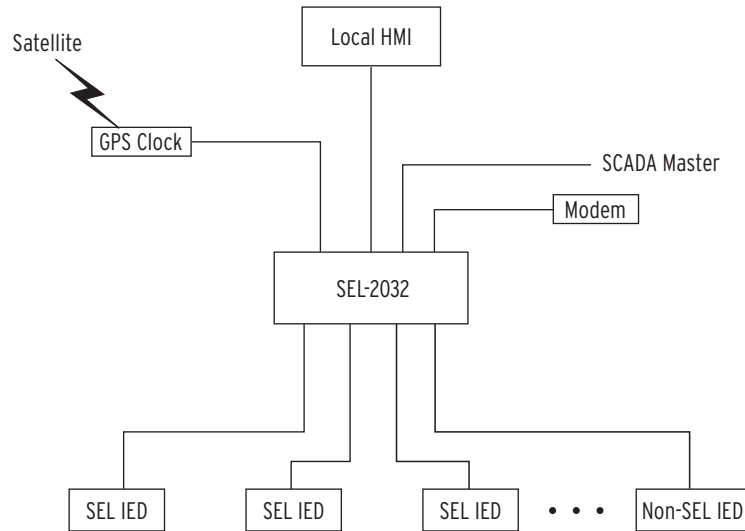 Local HMI
Satellite
GPS Clock
SCADA Master
Modem
SEL-2032
SEL IED
SEL IED
SEL IED
Non-SEL IED